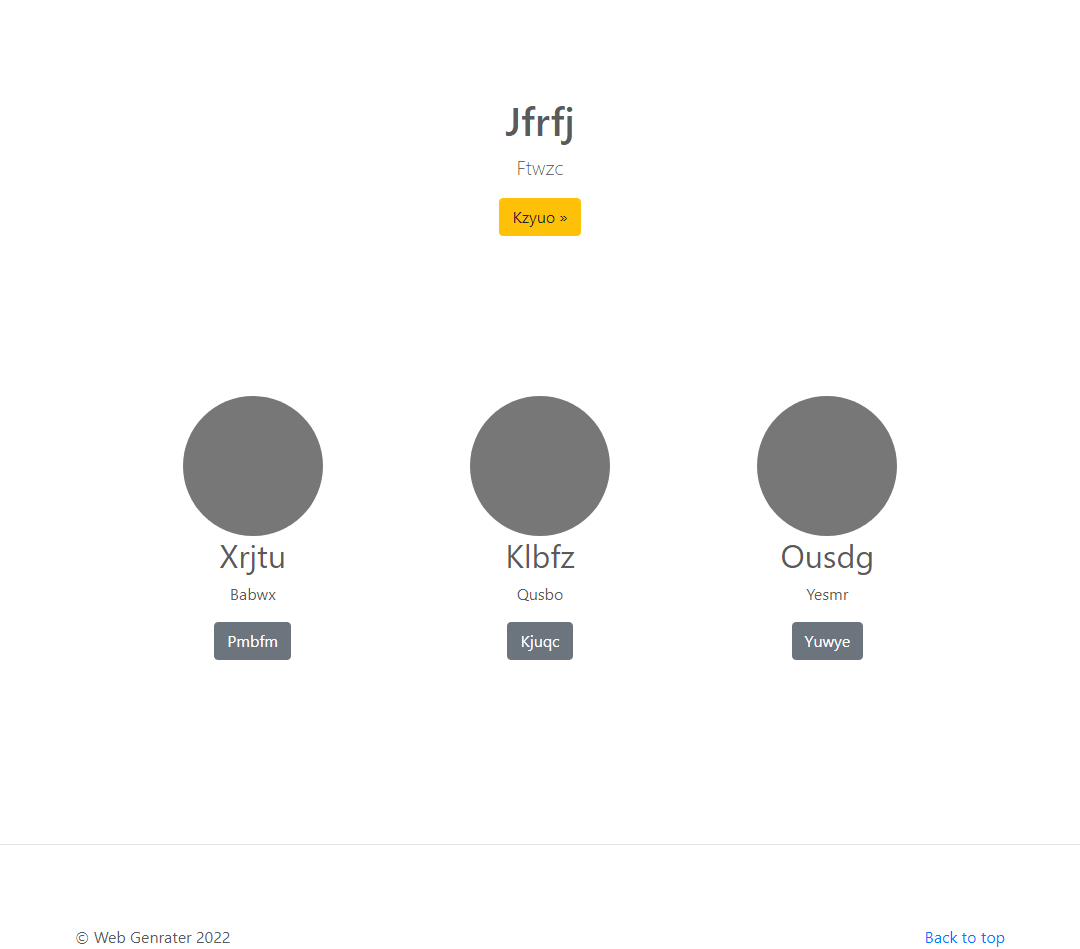 Jfrfj
Ftwzc
Kzyuo »
Xrjtu
Babwx
Pmbfm
Klbfz
Qusbo
Kjuqc
Ousdg
Yesmr
Yuwye
© Web Genrater 2022
Back to top